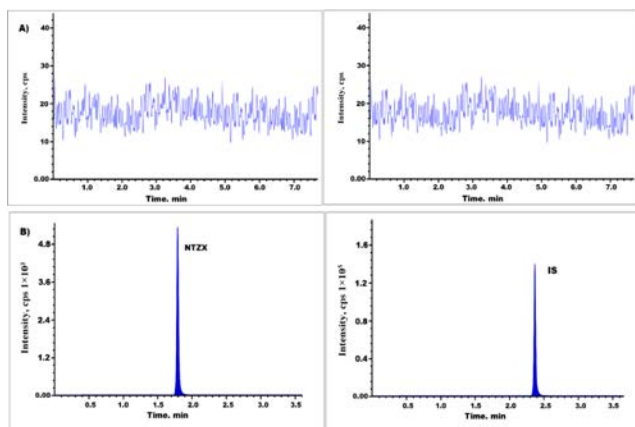 A)
Intensity, cps
40
30
20
10
0.00
1.0 2.0 3.0 4.0 5.0 6.0 7.0
Time. min
Intensity, cps
40
30
20
10
0.00
1.0 2.0 3.0 4.0 5.0 6.0 7.0
Time. min
B)
NTZX
Intensity, cps 1×10³
4.8
3.6
2.4
1.2
0.00
0.5 1.0 1.5 2.0 2.5 3.0 3.5
Time. min
IS
Intensity, cps 1×10⁵
1.6
1.2
0.8
0.4
0.00
0.5 1.0 1.5 2.0 2.5 3.0 3.5
Time. min